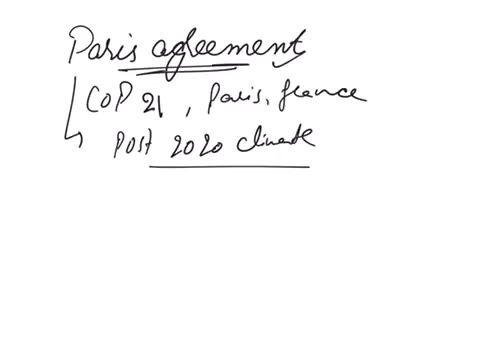 Paris agreement
COP 21, Paris, france
Post 2020 climate